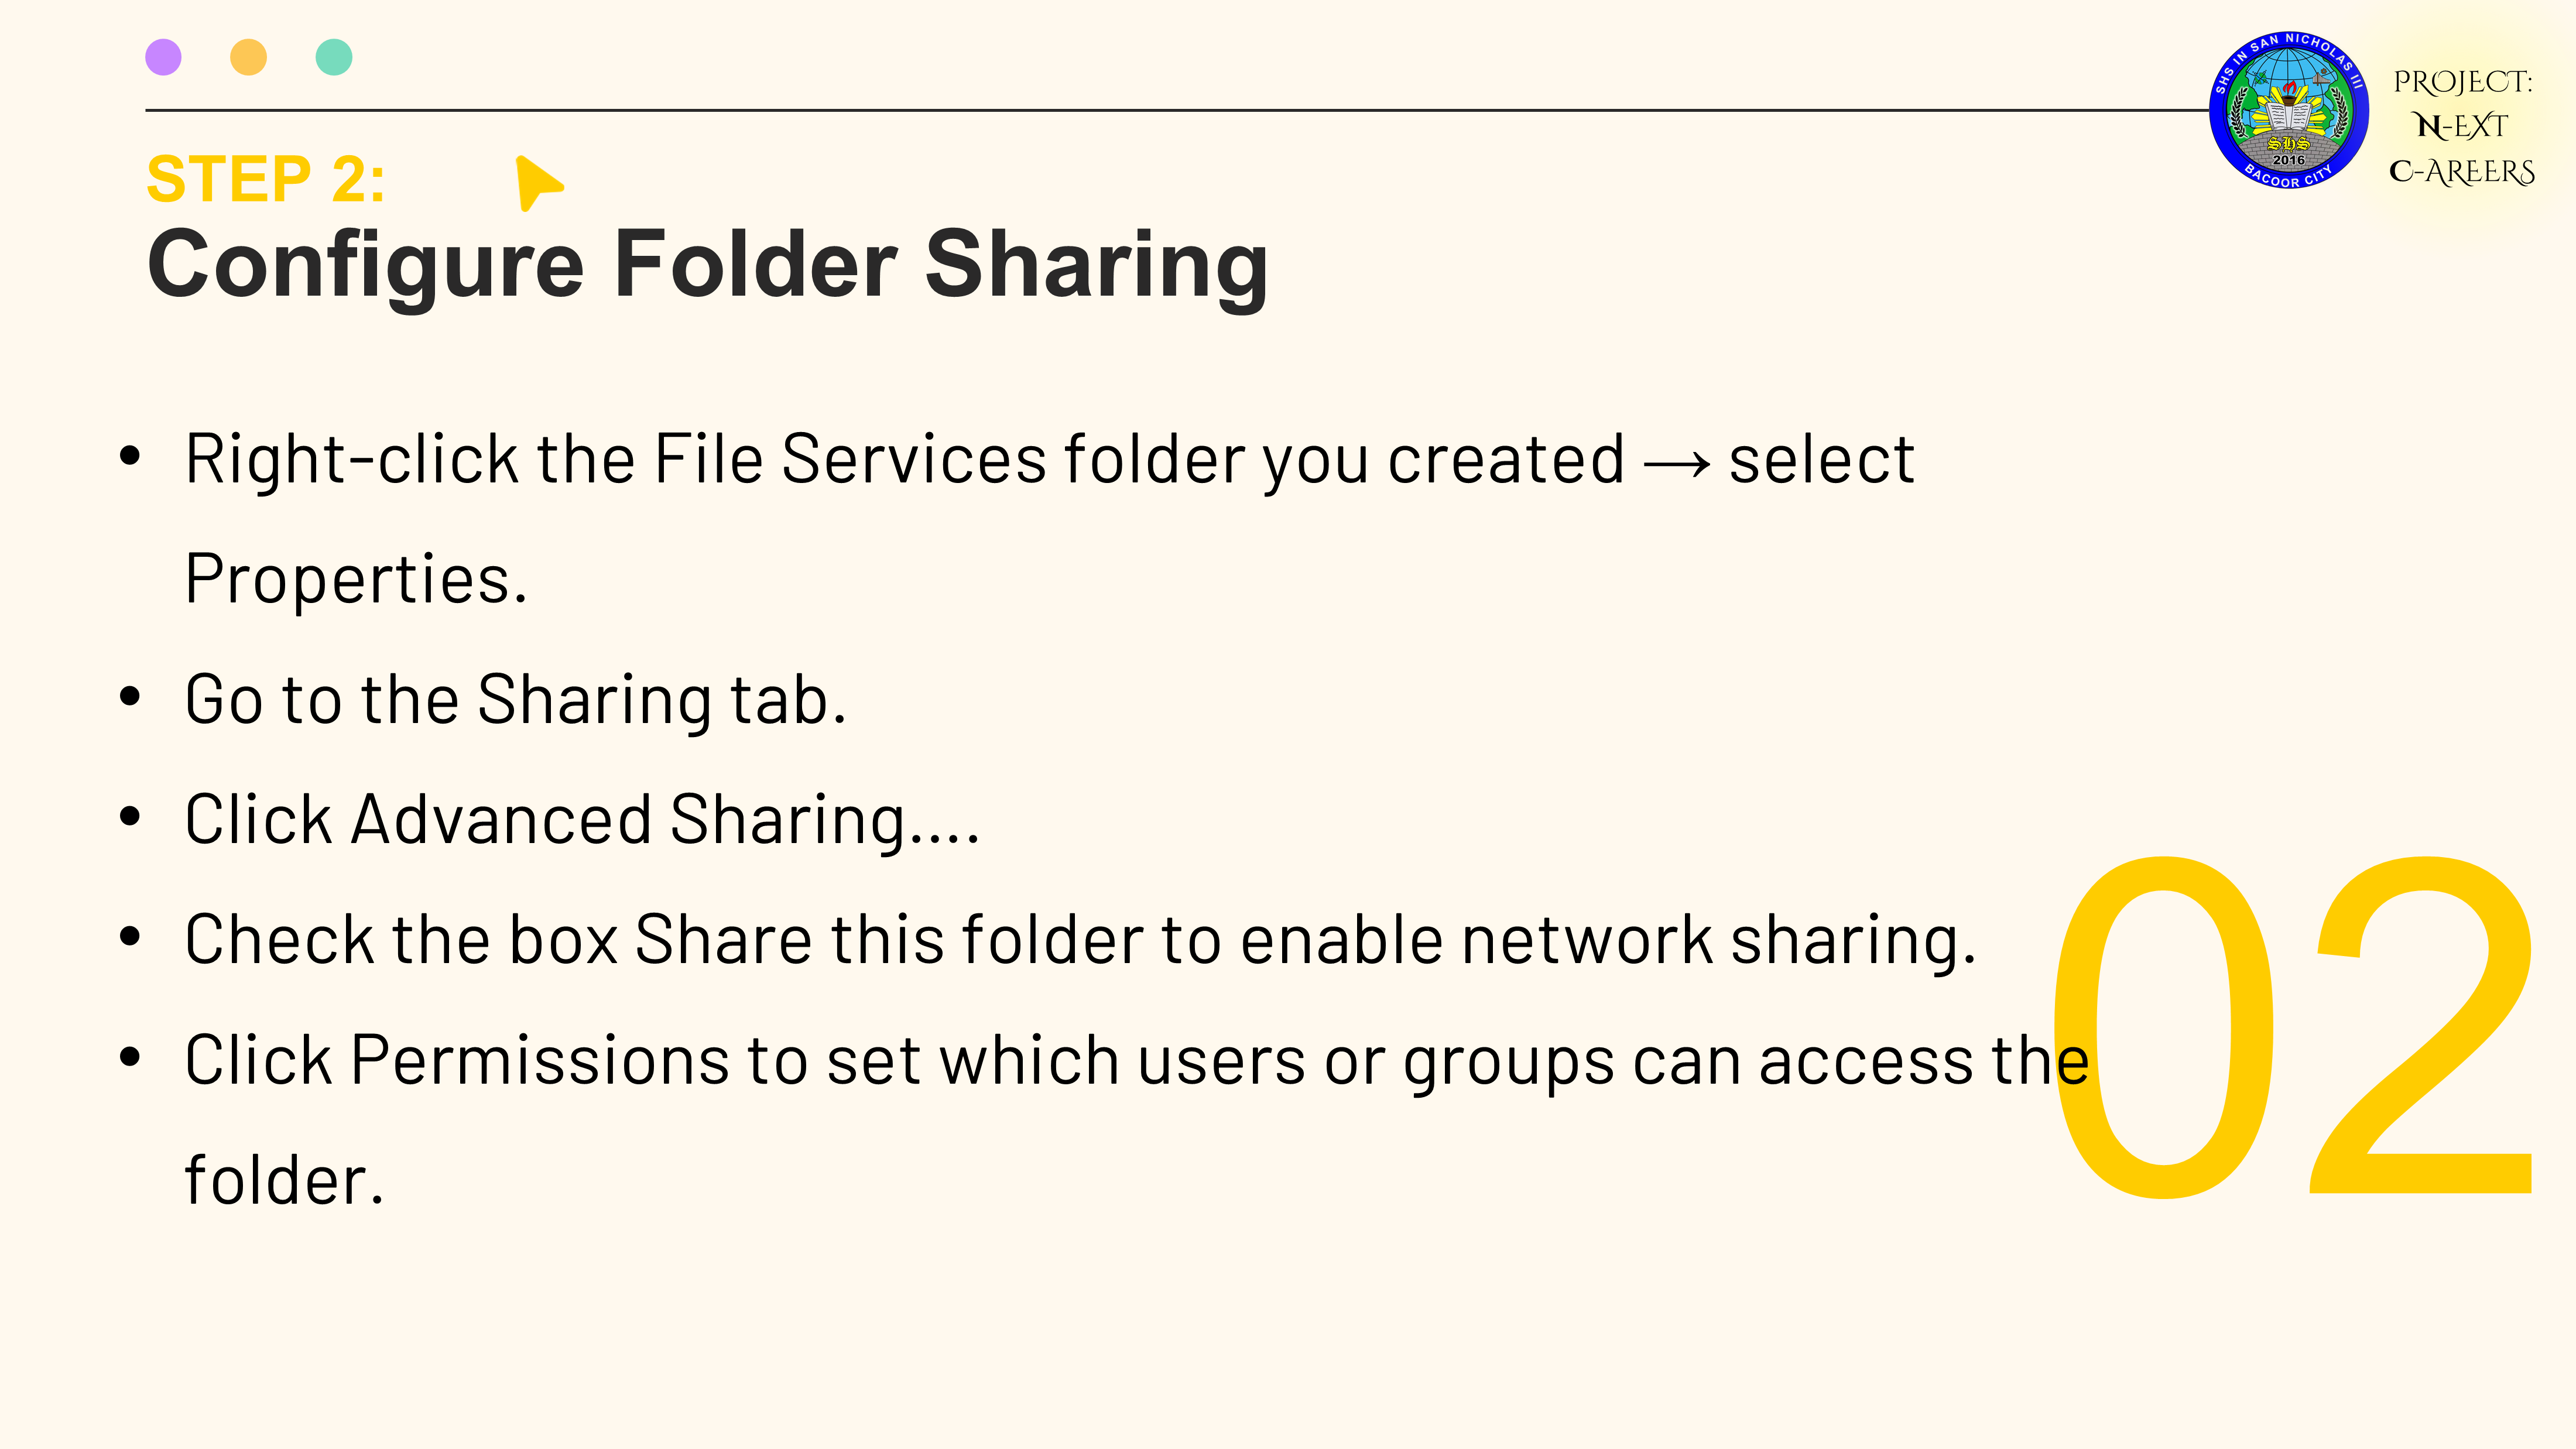 SHS IN SAN NICHOLAS III
SHS
2016
BACOOR CITY
PROJECT:
N-EXT
C-AREERS
STEP 2:
Configure Folder Sharing
• Right-click the File Services folder you created → select
Properties.
• Go to the Sharing tab.
• Click Advanced Sharing....
• Check the box Share this folder to enable network sharing.
• Click Permissions to set which users or groups can access the
folder.
02